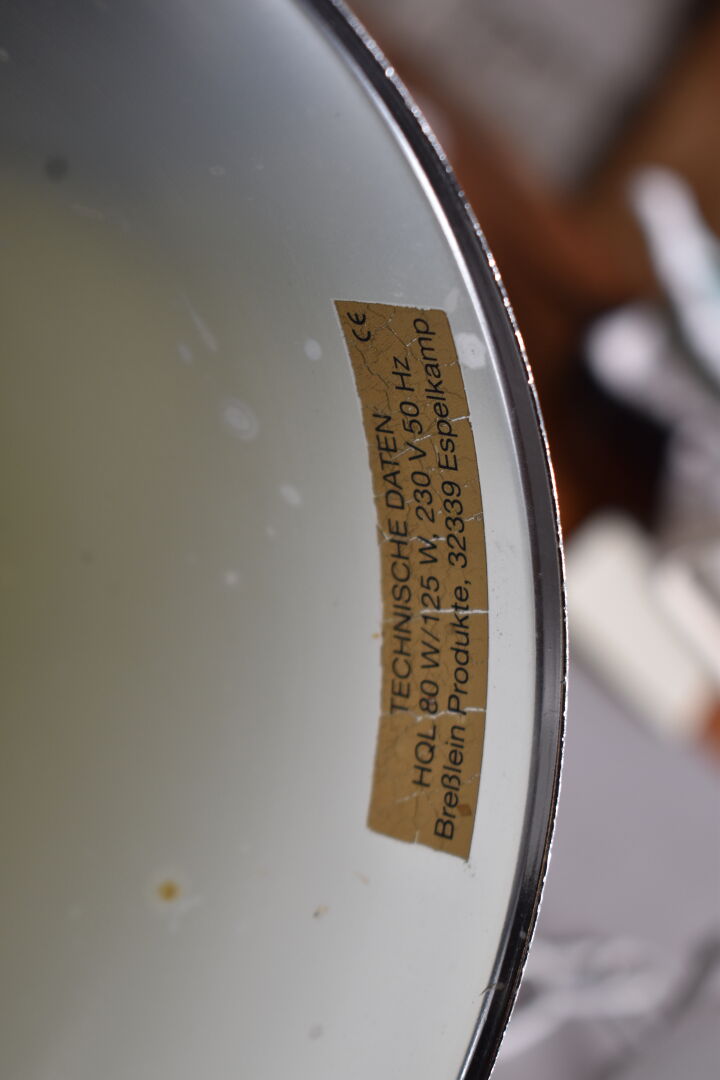 CE
TECHNISCHE DATEN
HQL 80 W/125 W, 230 V 50 Hz
Breßlein Produkte, 32339 Espelkamp